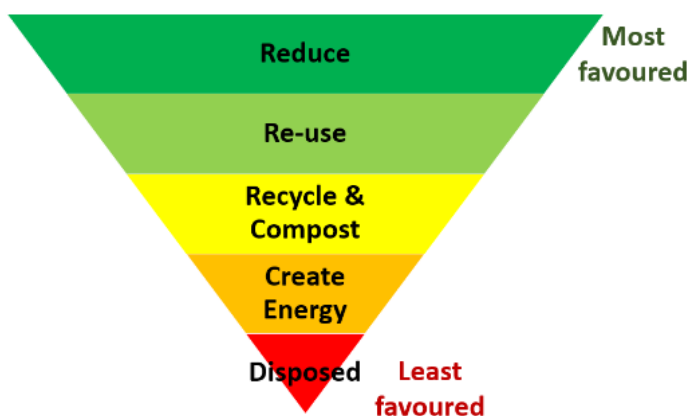 Reduce
Most
favoured
Re-use
Recycle &
Compost
Create
Energy
Disposed
Least
favoured